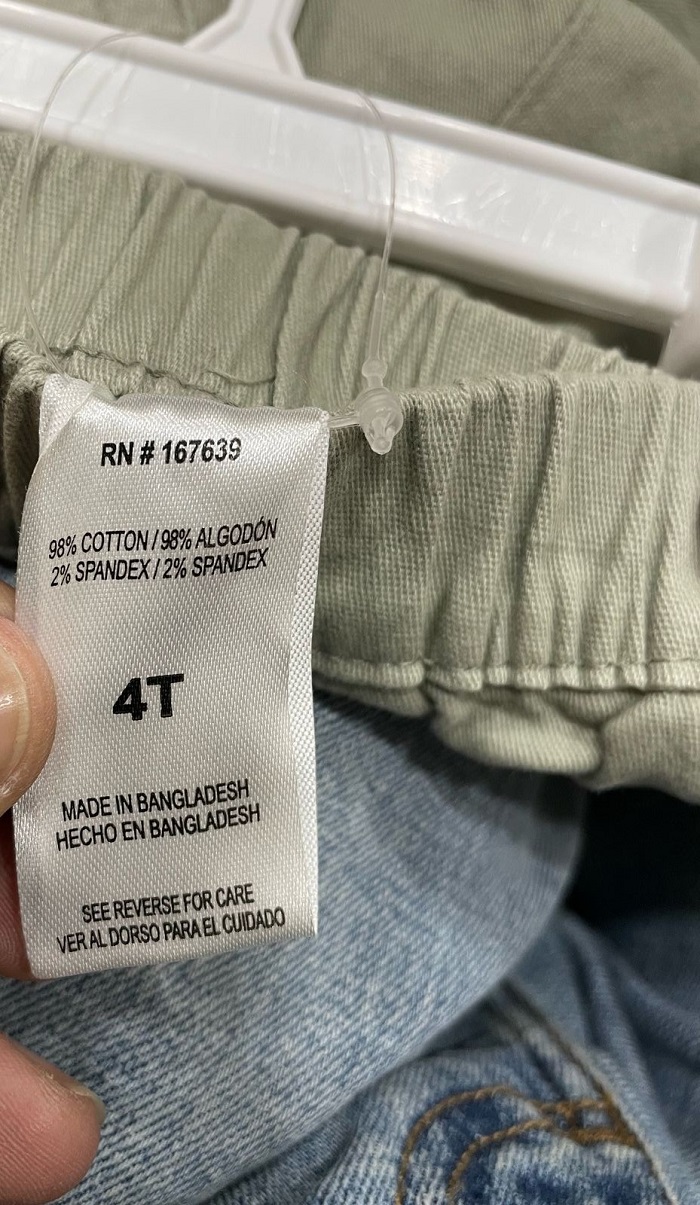 RN # 167639
98% COTTON / 98% ALGODÓN
2% SPANDEX / 2% SPANDEX
4T
MADE IN BANGLADESH
HECHO EN BANGLADESH
SEE REVERSE FOR CARE
VER AL DORSO PARA EL CUIDADO